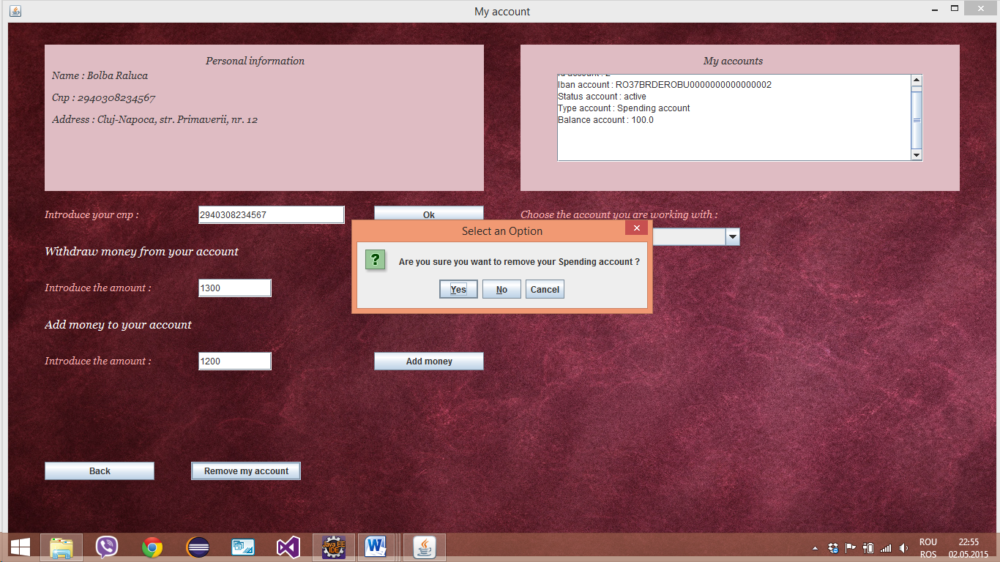 My account
Personal information
Name : Bolba Raluca
Cnp : 2940308234567
Address : Cluj-Napoca, str. Primaverii, nr. 12
My accounts
Id account : 2
Iban account : RO37BRDEROBU0000000000000002
Status account : active
Type account : Spending account
Balance account : 100.0
Introduce your cnp :
2940308234567
Ok
Choose the account you are working with :
Select an Option
Are you sure you want to remove your Spending account ?
Yes
No
Cancel
Withdraw money from your account
Introduce the amount :
1300
Add money to your account
Introduce the amount :
1200
Add money
Back
Remove my account
Java EE
IDE
ROU
ROS
22:55
02.05.2015